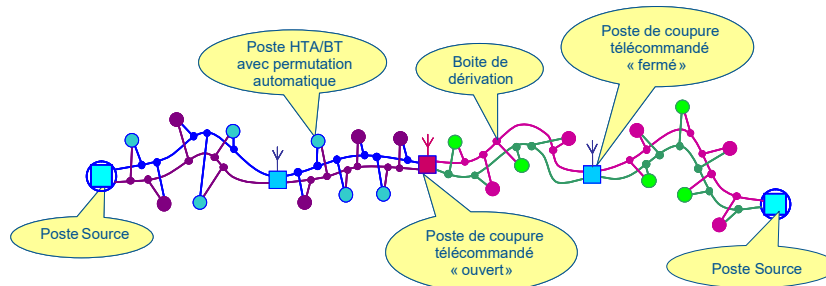 Poste HTA/BT
avec permutation
automatique
Boite de
dérivation
Poste de coupure
télécommandé
« fermé »
Poste Source
Poste de coupure
télécommandé
« ouvert »
Poste Source